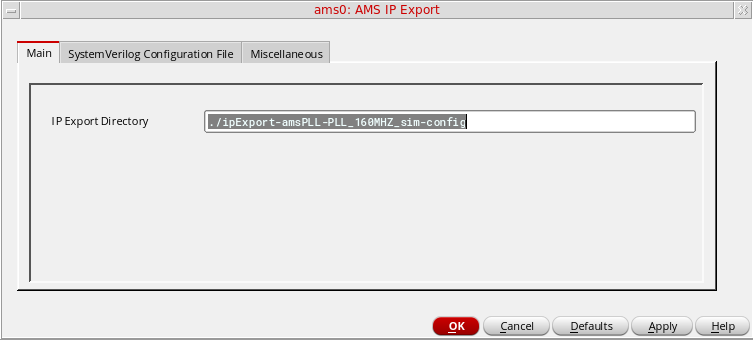 ams0: AMS IP Export
Main SystemVerilog Configuration File Miscellaneous
IP Export Directory ./ipExport-amsPLL-PLL_160MHZ_sim-config
OK Cancel Defaults Apply Help